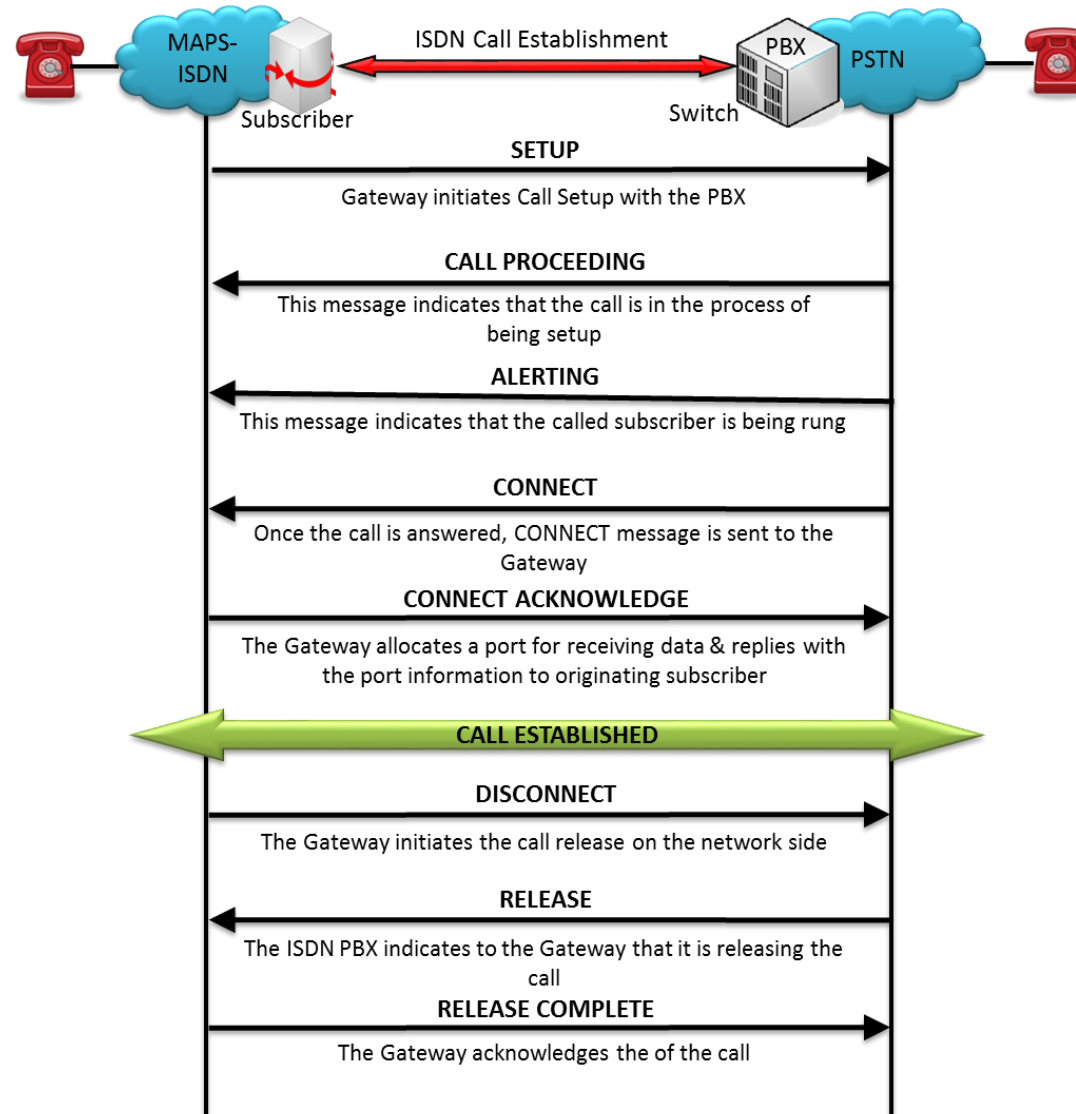 MAPS-
ISDN
Subscriber
ISDN Call Establishment
PBX
PSTN
Switch
SETUP
Gateway initiates Call Setup with the PBX
CALL PROCEEDING
This message indicates that the call is in the process of
being setup
ALERTING
This message indicates that the called subscriber is being rung
CONNECT
Once the call is answered, CONNECT message is sent to the
Gateway
CONNECT ACKNOWLEDGE
The Gateway allocates a port for receiving data & replies with
the port information to originating subscriber
CALL ESTABLISHED
DISCONNECT
The Gateway initiates the call release on the network side
RELEASE
The ISDN PBX indicates to the Gateway that it is releasing the
call
RELEASE COMPLETE
The Gateway acknowledges the of the call